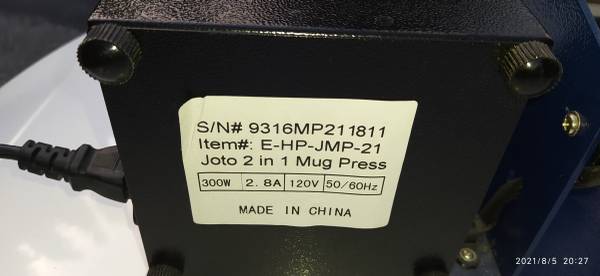 S/N# 9316MP211811
Item#: E-HP-JMP-21
Joto 2 in 1 Mug Press
300W 2.8A 120V 50/60Hz
MADE IN CHINA
2021/8/5 20:27